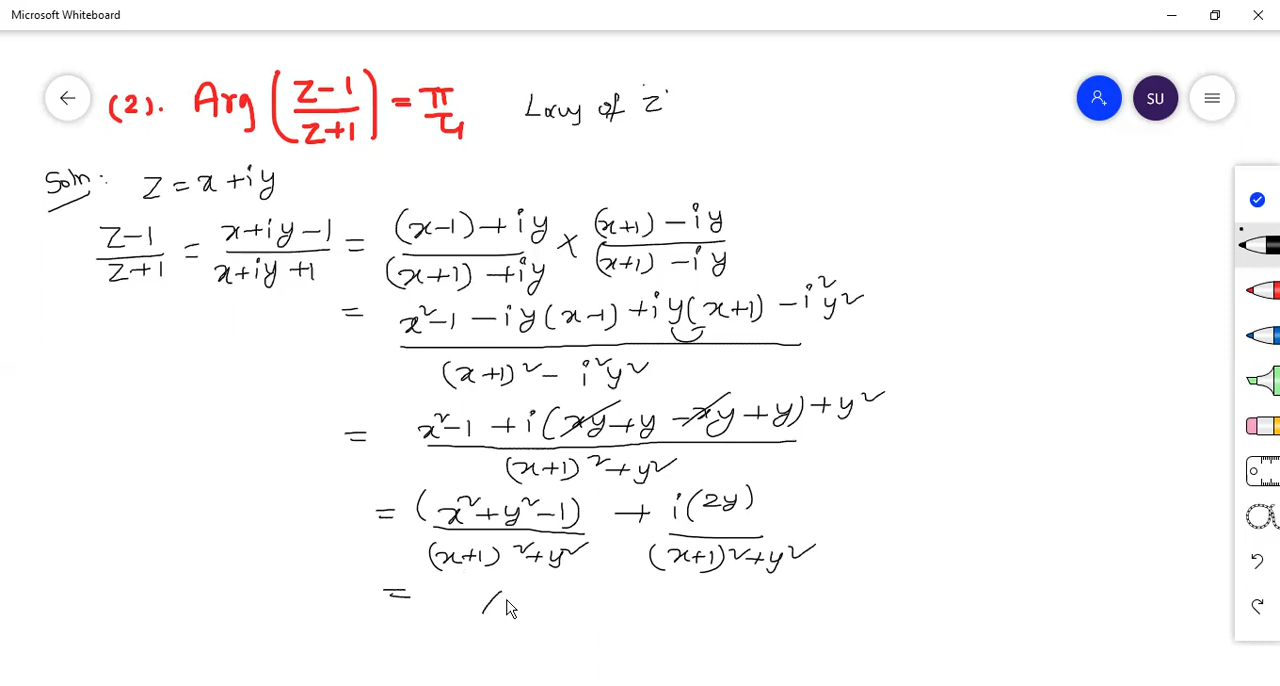 Microsoft Whiteboard
(2). Arg((z-1)/(z+1)) = π/4 of z
SU
Soln: z = x+iy
(z-1)/(z+1) = (x+iy-1)/(x+iy+1) = ((x-1)+iy)/((x+1)+iy) × ((x+1)-iy)/((x+1)-iy)
= (x²-1-iy(x-1)+iy(x+1)-i²y²)/((x+1)²-i²y²)
= (x²-1+i(xy+y-xy+y)+y²)/((x+1)²+y²)
= (x²+y²-1)/((x+1)²+y²) + i(2y)/((x+1)²+y²)
= (